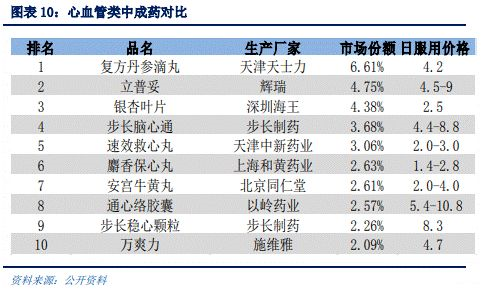 图表 10：心血管类中成药对比
排名 品名 生产厂家 市场份额 日服用价格
1 复方丹参滴丸 天津天士力 6.61% 4.2
2 立普妥 辉瑞 4.75% 4.5-9
3 银杏叶片 深圳海王 4.38% 2.5
4 步长脑心通 步长制药 3.68% 4.4-8.8
5 速效救心丸 天津中新药业 3.06% 2.0-3.0
6 麝香保心丸 上海和黄药业 2.63% 1.4-2.8
7 安宫牛黄丸 北京同仁堂 2.61% 2.0-4.0
8 通心络胶囊 以岭药业 2.57% 5.4-10.8
9 步长稳心颗粒 步长制药 2.26% 8.3
10 万爽力 施维雅 2.09% 4.7
资料来源：公开资料